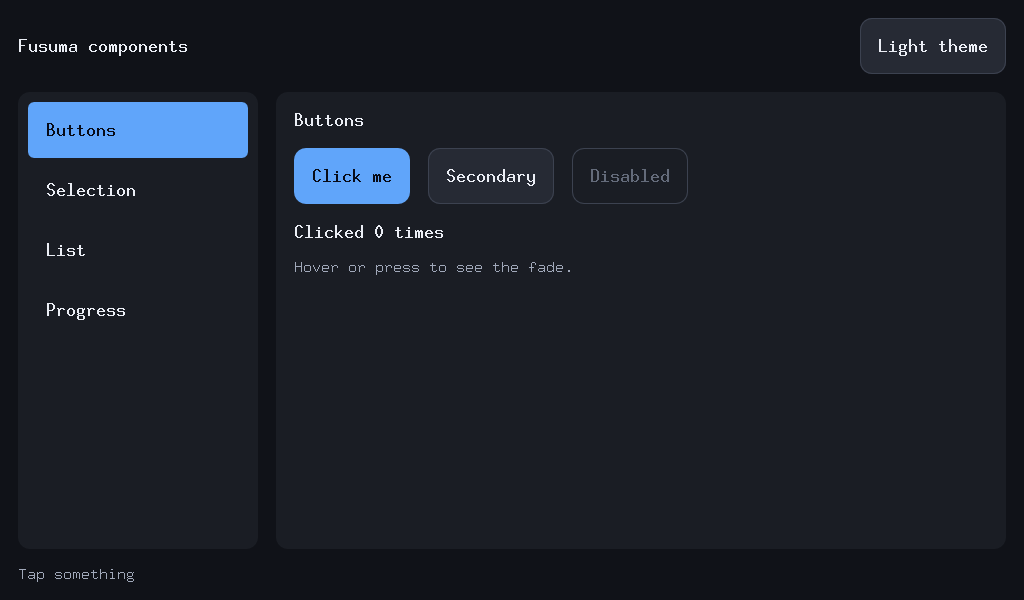 Fusuma components
Light theme
Buttons
Selection
List
Progress
Buttons
Click me
Secondary
Disabled
Clicked 0 times
Hover or press to see the fade.
Tap something